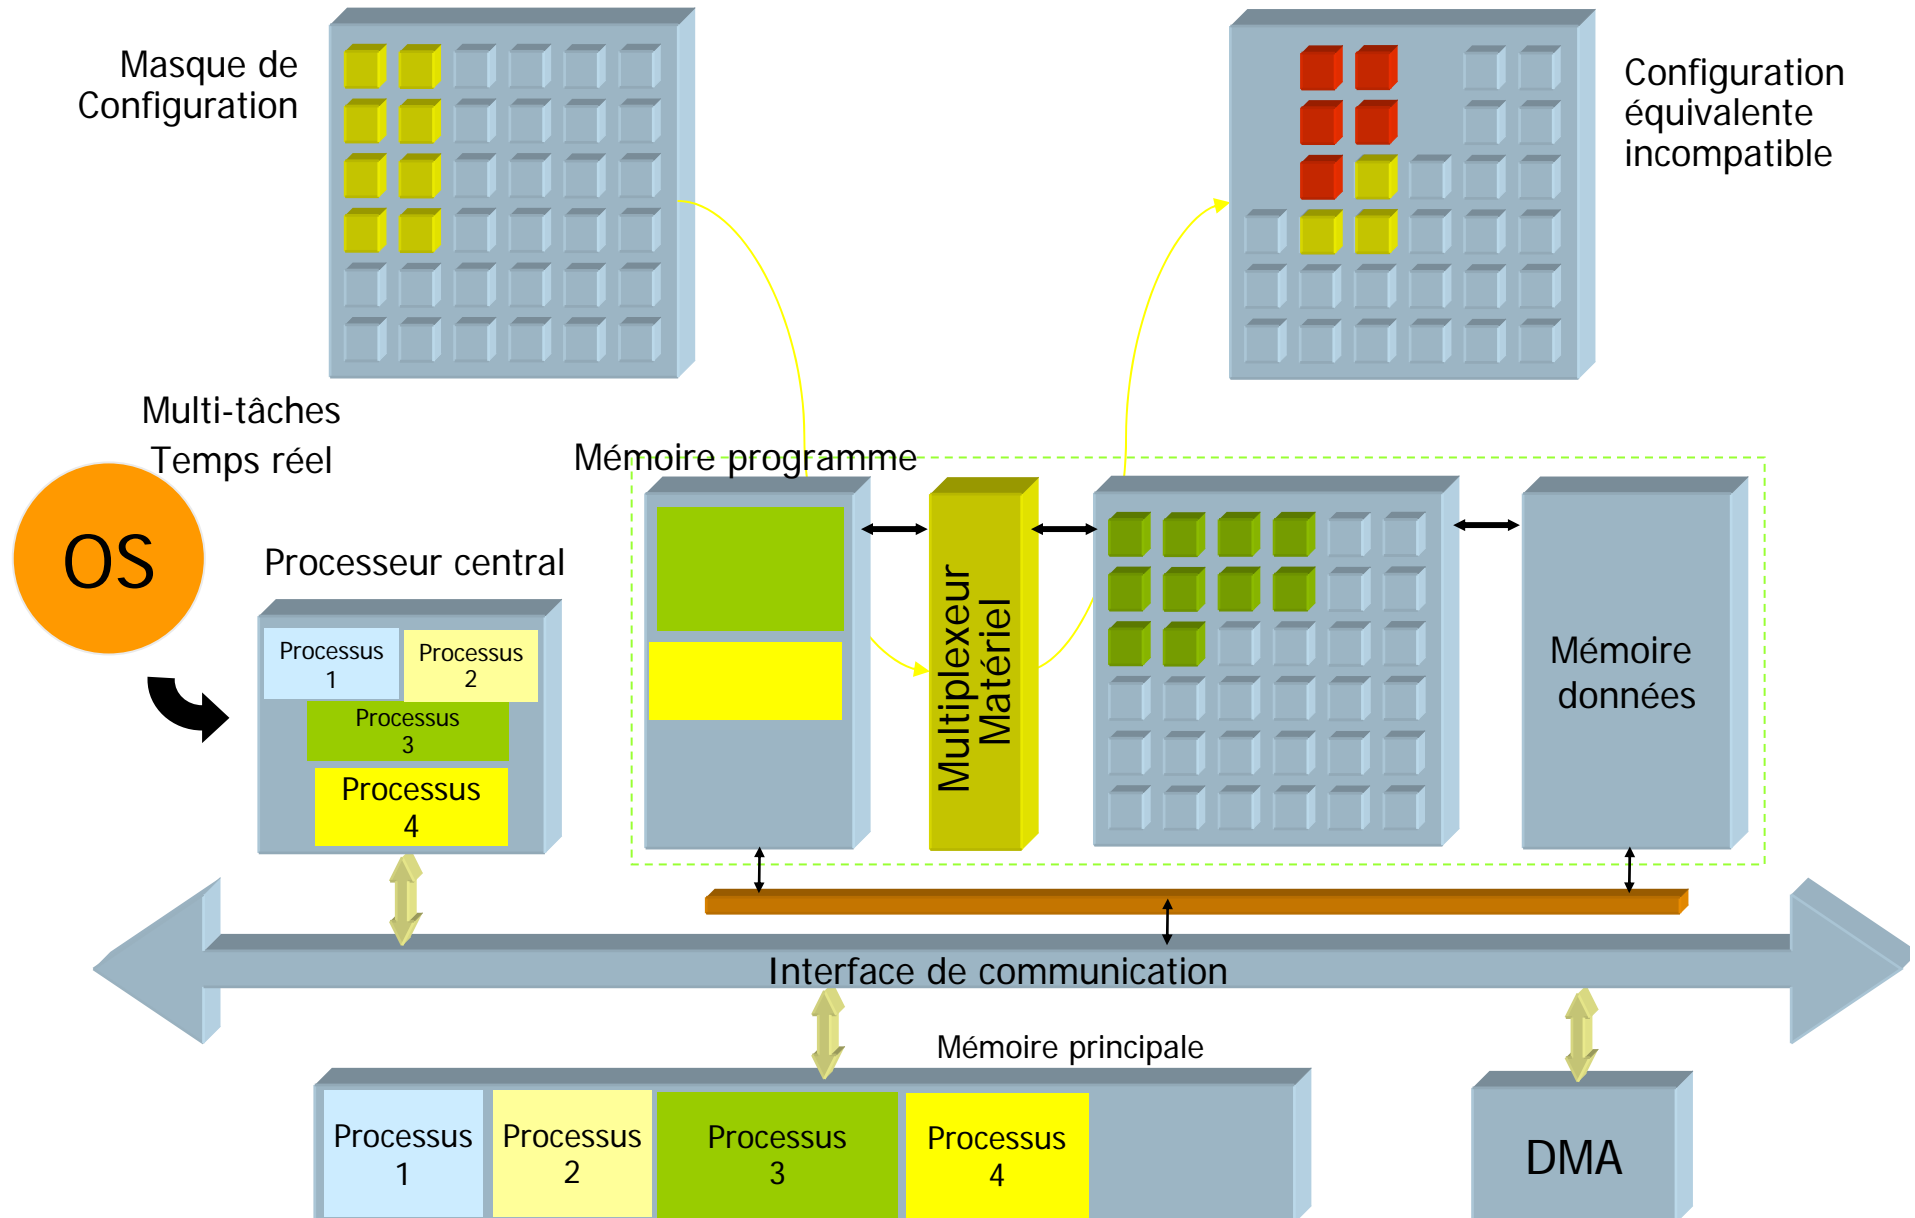 Masque de
Configuration
Configuration
équivalente
incompatible
Multi-tâches
Temps réel
OS
Mémoire programme
Processeur central
Processus
1
Processus
2
Processus
3
Processus
4
Multiplexeur
Matériel
Mémoire
données
Interface de communication
Mémoire principale
Processus
1
Processus
2
Processus
3
Processus
4
DMA